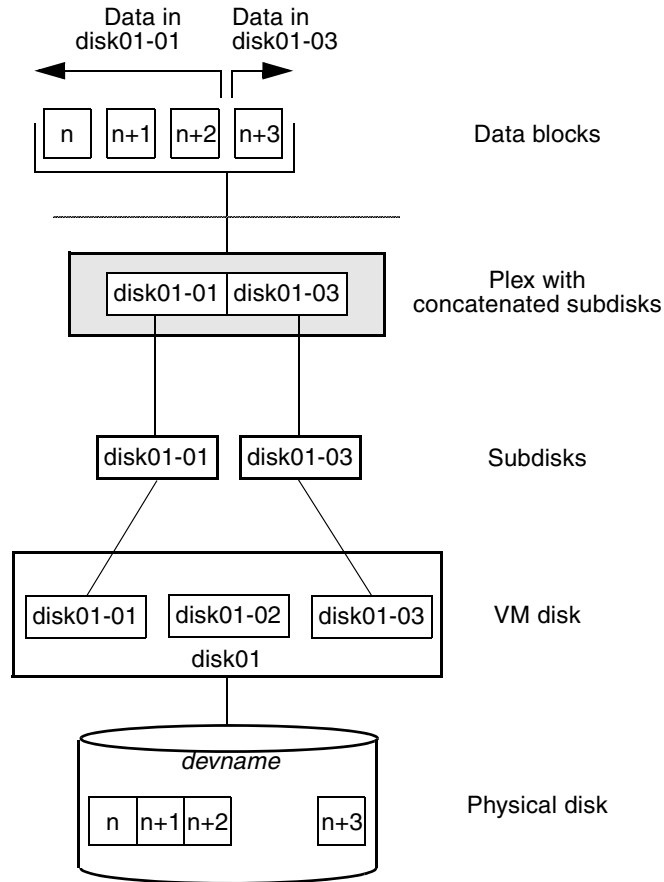 Data in
disk01-01
Data in
disk01-03
n n+1 n+2 n+3
Data blocks
disk01-01 disk01-03
Plex with
concatenated subdisks
disk01-01 disk01-03
Subdisks
disk01-01 disk01-02 disk01-03
disk01
VM disk
devname
n n+1 n+2 n+3
Physical disk